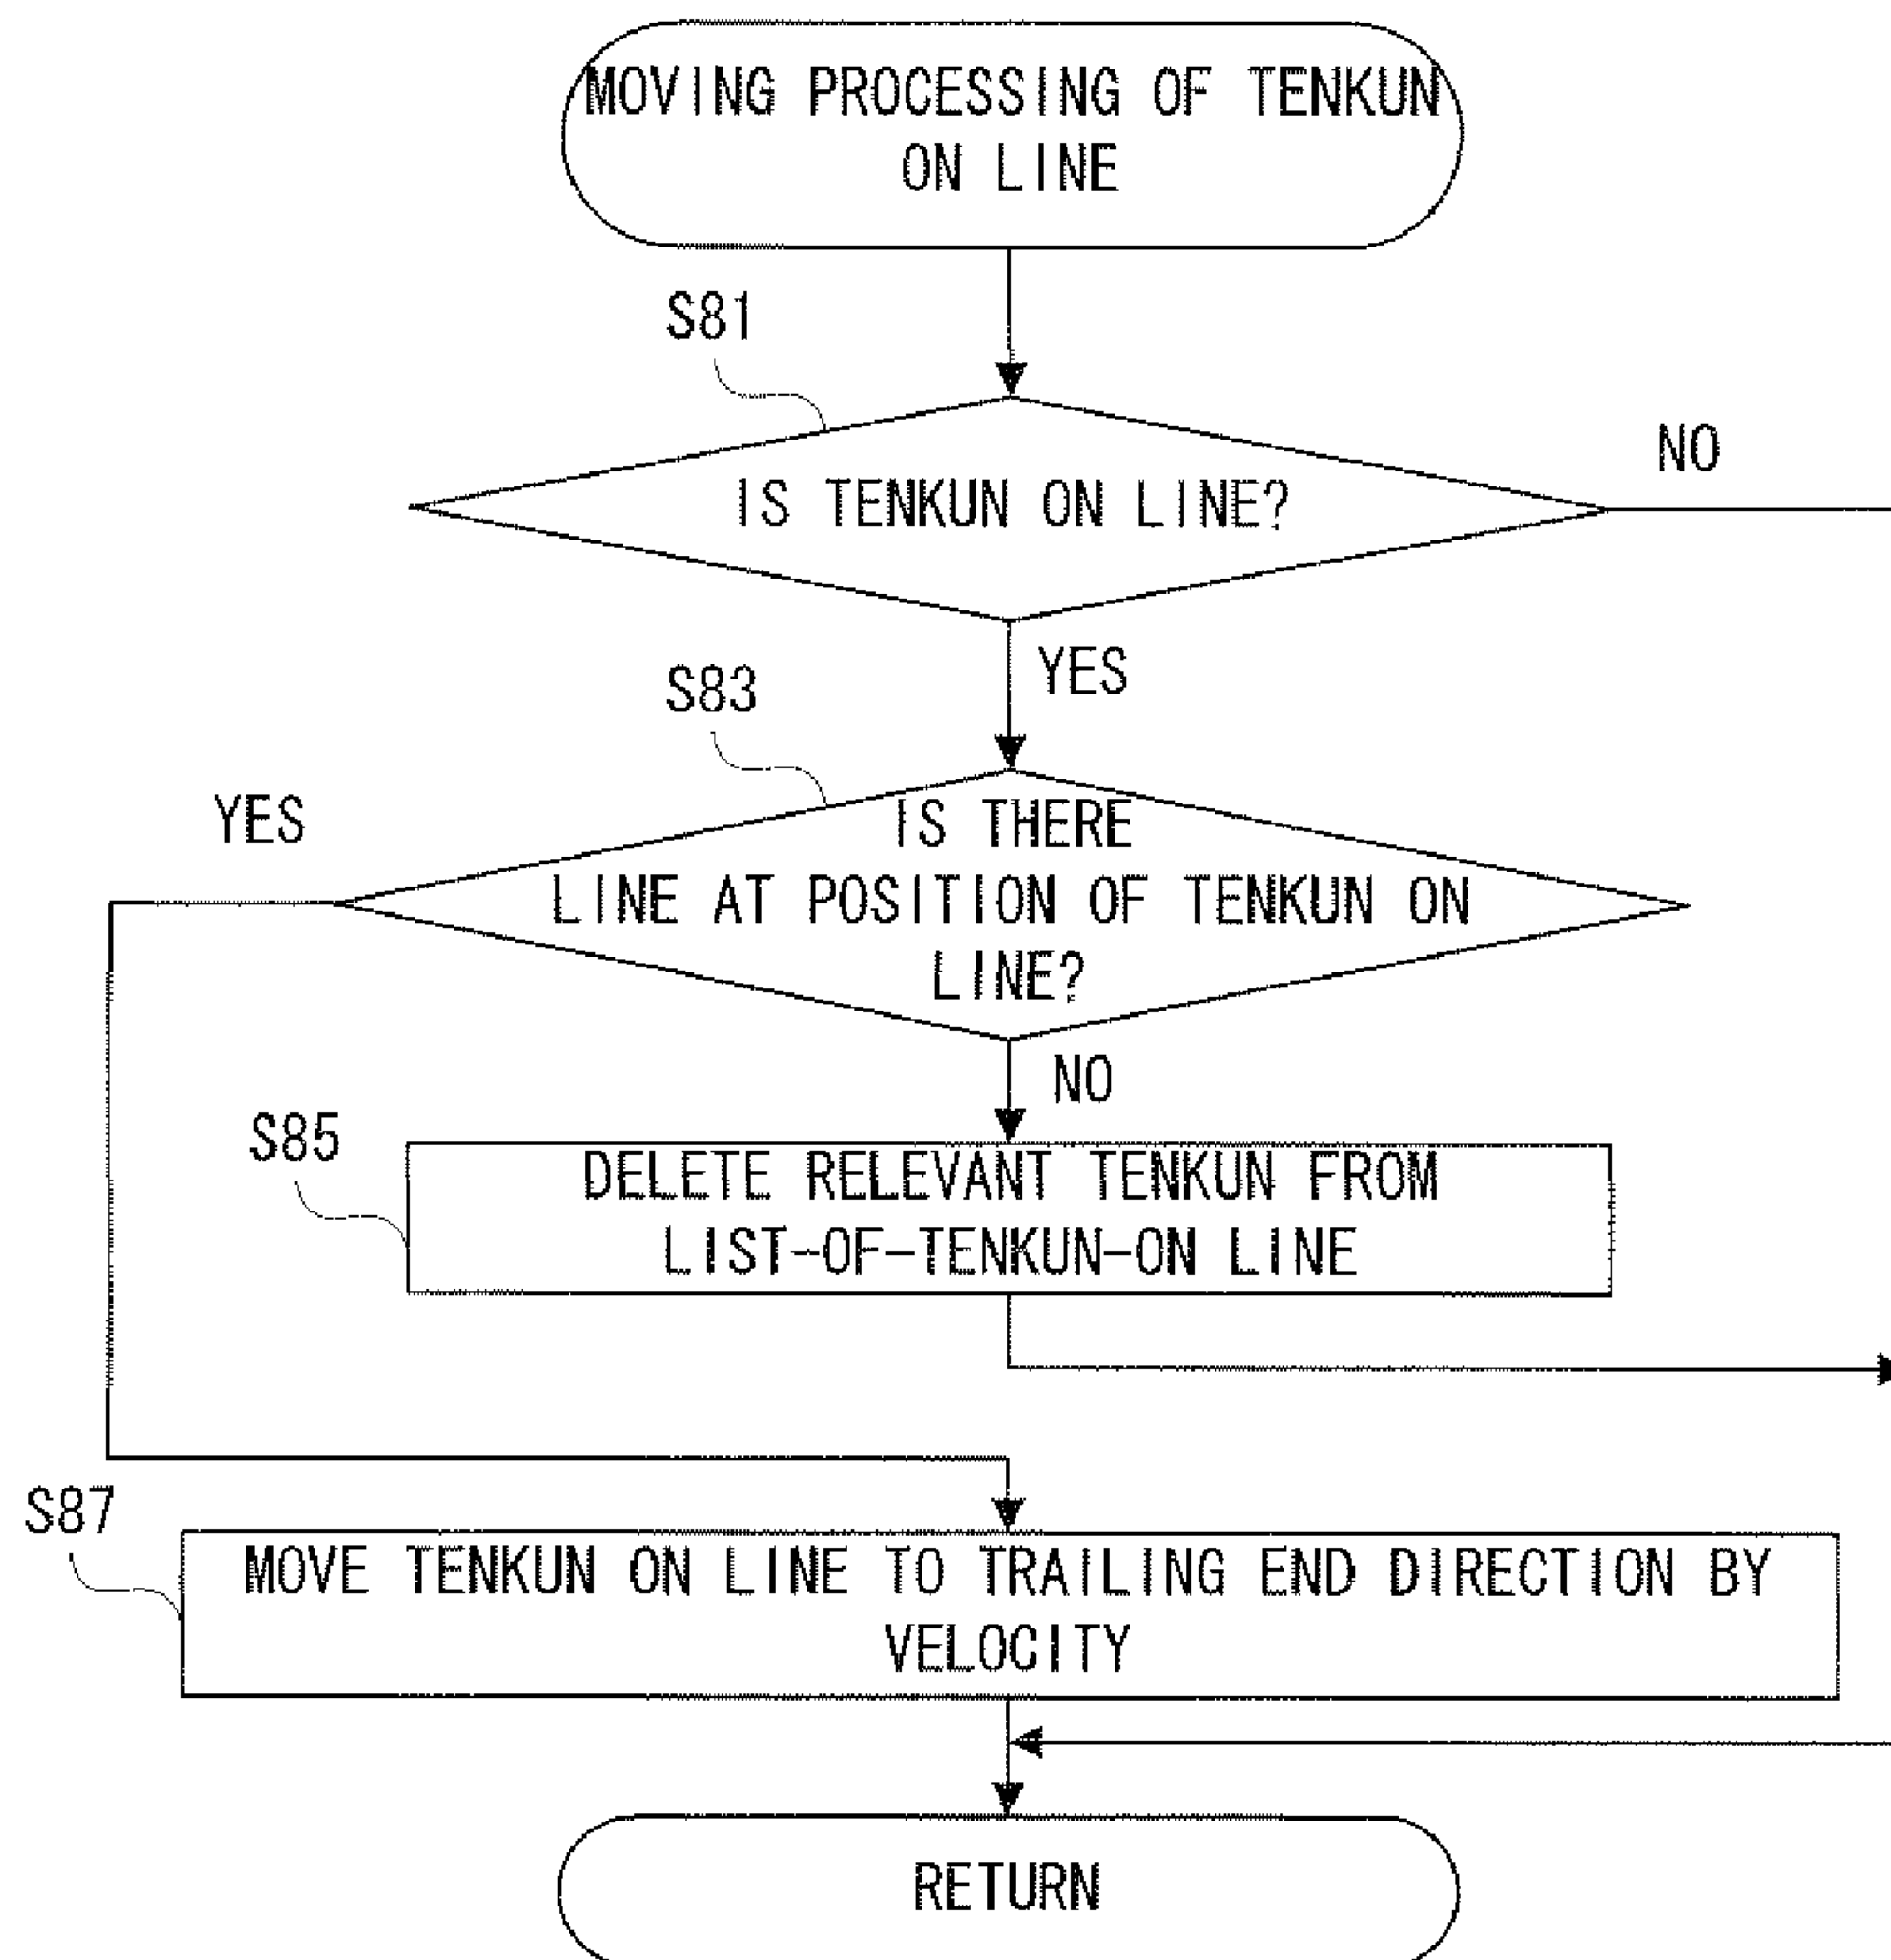 MOVING PROCESSING OF TENKUN
ON LINE
S81
NO
IS TENKUN ON LINE?
YES
S83
YES
IS THERE
LINE AT POSITION OF TENKUN ON
LINE?
NO
S85
DELETE RELEVANT TENKUN FROM
LIST-OF-TENKUN-ON LINE
S87
MOVE TENKUN ON LINE TO TRAILING END DIRECTION BY
VELOCITY
RETURN